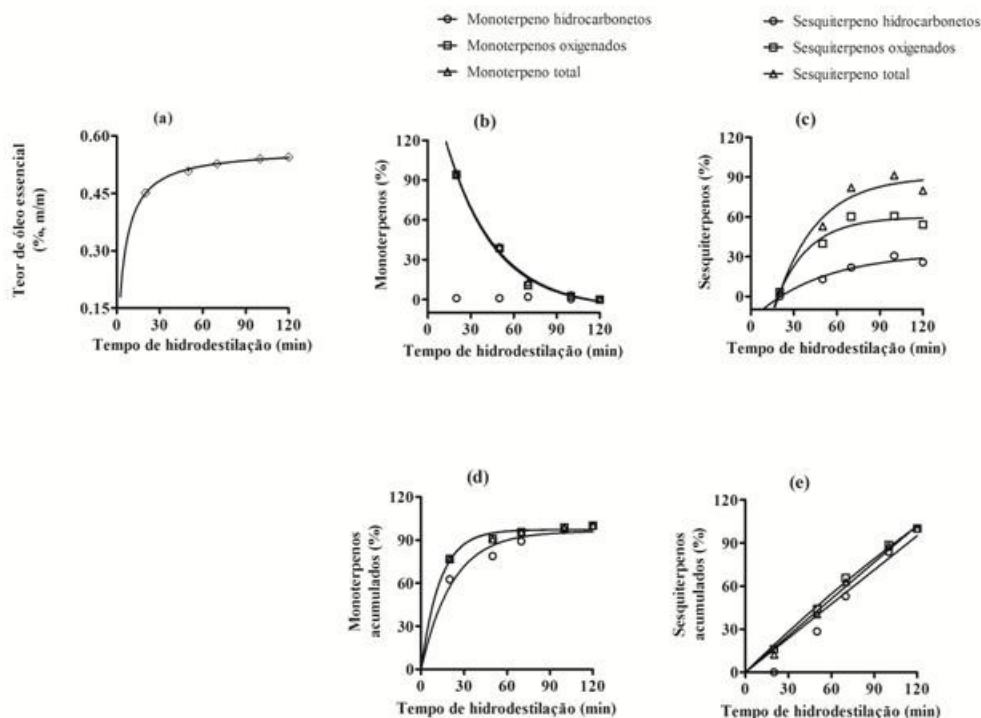 Monoterpeno hidrocarbonetos
Monoterpenos oxigenados
Monoterpeno total
Sesquiterpeno hidrocarbonetos
Sesquiterpenos oxigenados
Sesquiterpeno total
(a)
Teor de óleo essencial
(%, m/m)
0.60
0.45
0.30
0.15
0 30 60 90 120
Tempo de hidrodestilação (min)
(b)
Monoterpenos (%)
120
90
60
30
0
0 30 60 90 120
Tempo de hidrodestilação (min)
(c)
Sesquiterpenos (%)
120
90
60
30
0
0 30 60 90 120
Tempo de hidrodestilação (min)
(d)
Monoterpenos
acumulados (%)
120
90
60
30
0
0 30 60 90 120
Tempo de hidrodestilação (min)
(e)
Sesquiterpenos
acumulados (%)
120
90
60
30
0
0 30 60 90 120
Tempo de hidrodestilação (min)